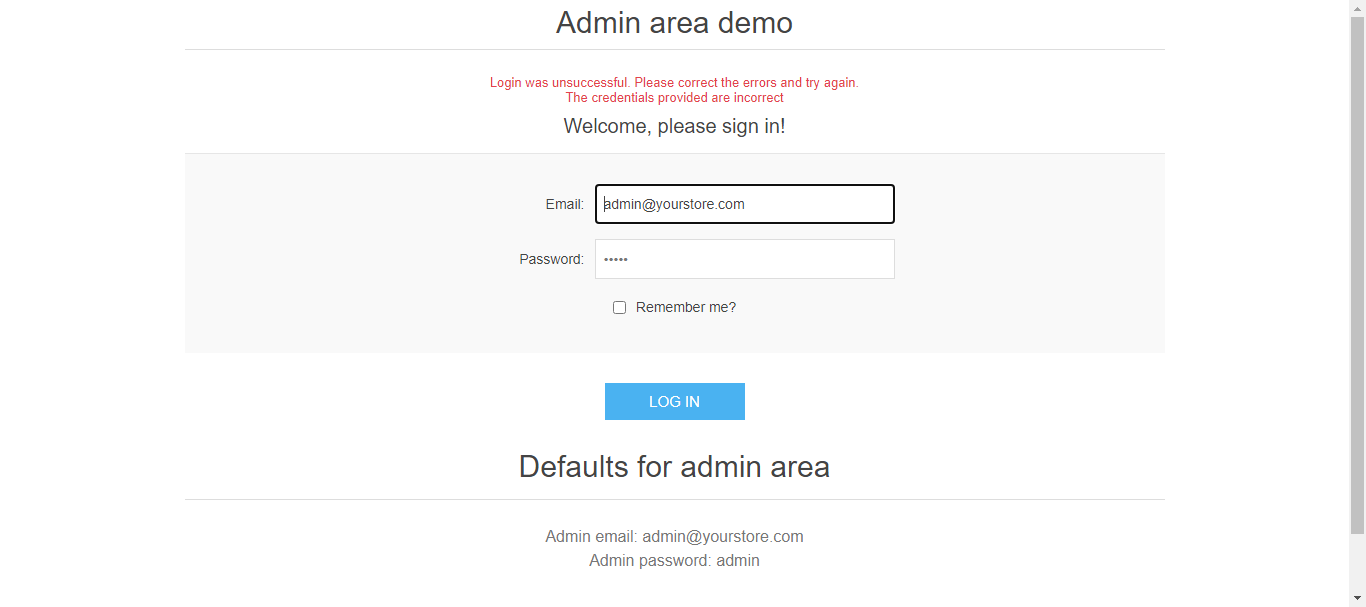 Admin area demo
Login was unsuccessful. Please correct the errors and try again.
The credentials provided are incorrect
Welcome, please sign in!
Email: admin@yourstore.com
Password: •••••
Remember me?
LOG IN
Defaults for admin area
Admin email: admin@yourstore.com
Admin password: admin